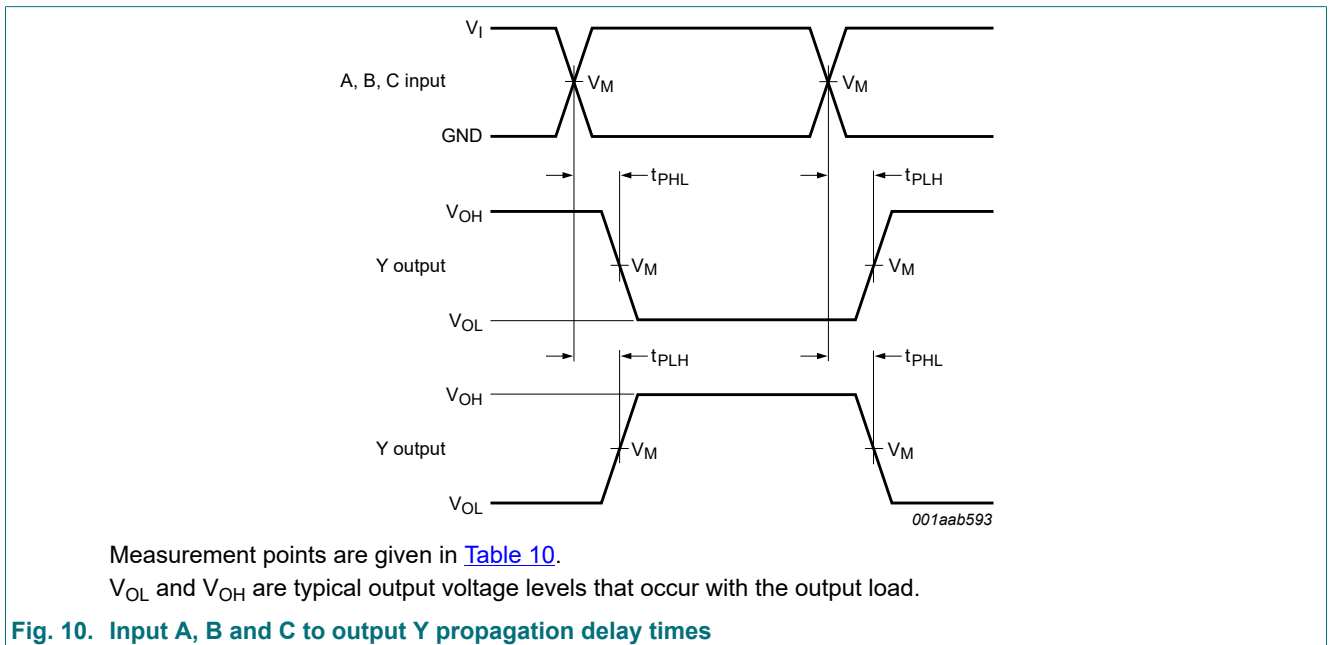 VI
A, B, C input
VM VM
GND
tPHL tPLH
VOH
Y output
VM VM
VOL
tPLH tPHL
VOH
Y output
VM VM
VOL
001aab593
Measurement points are given in Table 10.
VOL and VOH are typical output voltage levels that occur with the output load.
Fig. 10. Input A, B and C to output Y propagation delay times